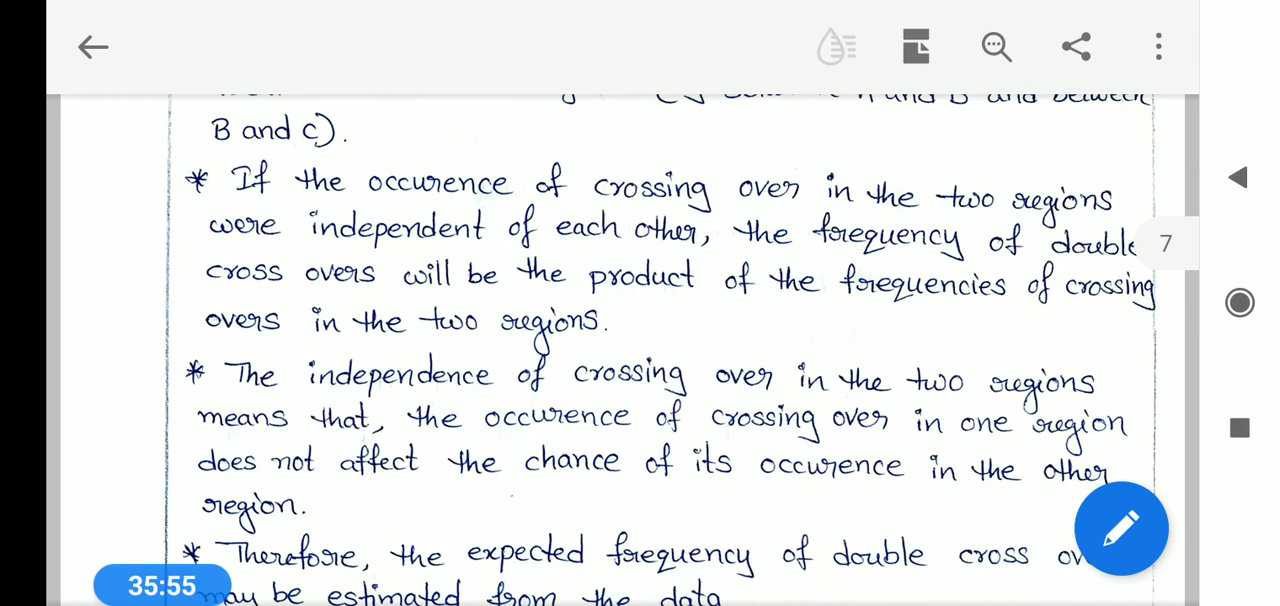 A and B and between
B and C).
* If the occurence of crossing over in the two regions
were independent of each other, the frequency of double
cross overs will be the product of the frequencies of crossing
overs in the two regions.
* The independence of crossing over in the two regions
means that, the occurence of crossing over in one region
does not affect the chance of its occurence in the other
region.
* Therefore, the expected frequency of double cross
may be estimated from the data
7
35:55